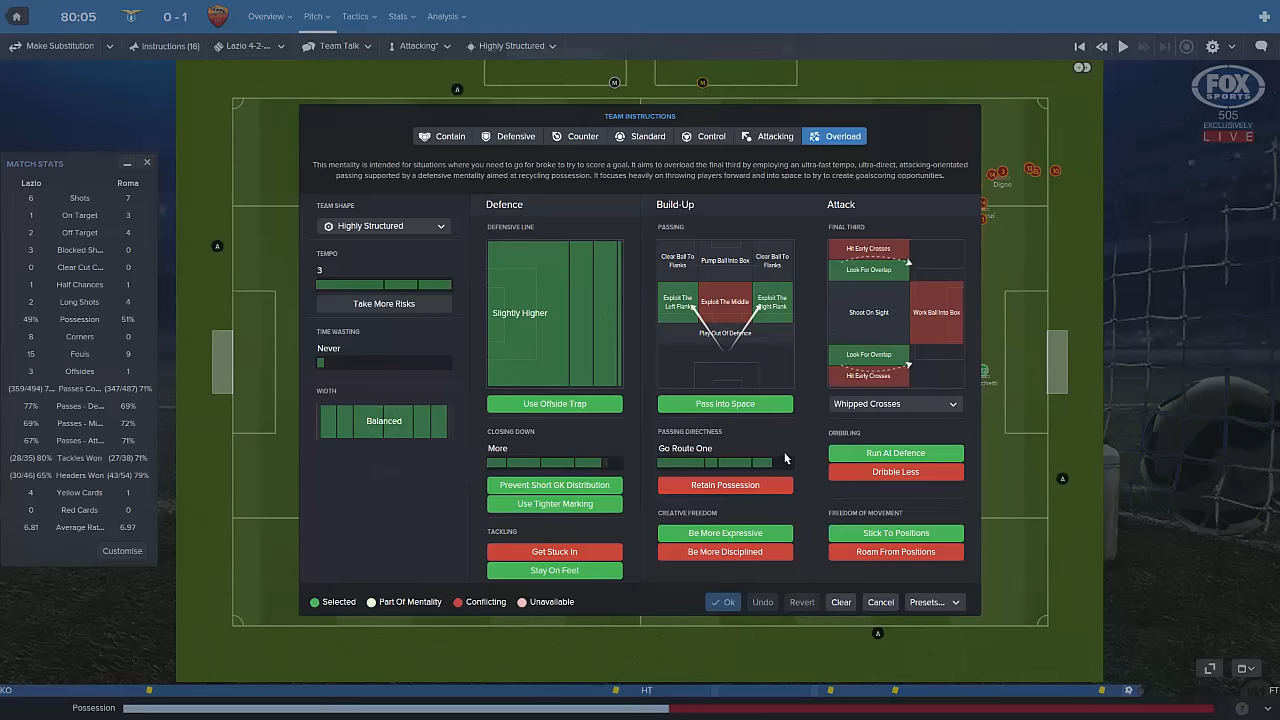 80:05 0 - 1 Overview Pitch Tactics Stats Analysis
Make Substitution Instructions (16) Lazio 4-2-... Team Talk Attacking* Highly Structured
FOX
SPORTS
505
EXCLUSIVELY
LIVE
M M
A
A
A
A
MATCH STATS
Lazio Roma
6 Shots 7
1 On Target 3
2 Off Target 4
3 Blocked Sh... 0
0 Clear Cut C... 0
1 Half Chances 1
2 Long Shots 4
49% Possession 51%
8 Corners 0
15 Fouls 9
3 Offsides 1
(359/494) 7... Passes Co... (347/487) 71%
77% Passes - De... 69%
69% Passes - Mi... 72%
67% Passes - Att... 71%
(28/35) 80% Tackles Won (27/38) 71%
(30/46) 65% Headers Won (43/54) 79%
4 Yellow Cards 1
0 Red Cards 0
6.81 Average Rat... 6.97
Customise
TEAM INSTRUCTIONS
Contain Defensive Counter Standard Control Attacking Overload
This mentality is intended for situations where you need to go for broke to try to score a goal. It aims to overload the final third by employing an ultra-fast tempo, ultra-direct, attacking-orientated
passing supported by a defensive mentality aimed at recycling possession. It focuses heavily on throwing players forward and into space to try to create goalscoring opportunities.
TEAM SHAPE
Highly Structured
TEMPO
3
Take More Risks
TIME WASTING
Never
WIDTH
Balanced
Defence
DEFENSIVE LINE
Slightly Higher
Use Offside Trap
CLOSING DOWN
More
Prevent Short GK Distribution
Use Tighter Marking
TACKLING
Get Stuck In
Stay On Feet
Build-Up
PASSING
Clear Ball To Flanks
Pump Ball Into Box
Clear Ball To Flanks
Exploit The Left Flank
Exploit The Middle
Exploit The Right Flank
Play Out Of Defence
Pass Into Space
PASSING DIRECTNESS
Go Route One
Retain Possession
CREATIVE FREEDOM
Be More Expressive
Be More Disciplined
Attack
FINAL THIRD
Hit Early Crosses
Look For Overlap
Shoot On Sight
Work Ball Into Box
Look For Overlap
Hit Early Crosses
Whipped Crosses
DRIBBLING
Run At Defence
Dribble Less
FREEDOM OF MOVEMENT
Stick To Positions
Roam From Positions
Selected Part Of Mentality Conflicting Unavailable
Ok Undo Revert Clear Cancel Presets...
Digne
KO HT FT
Possession